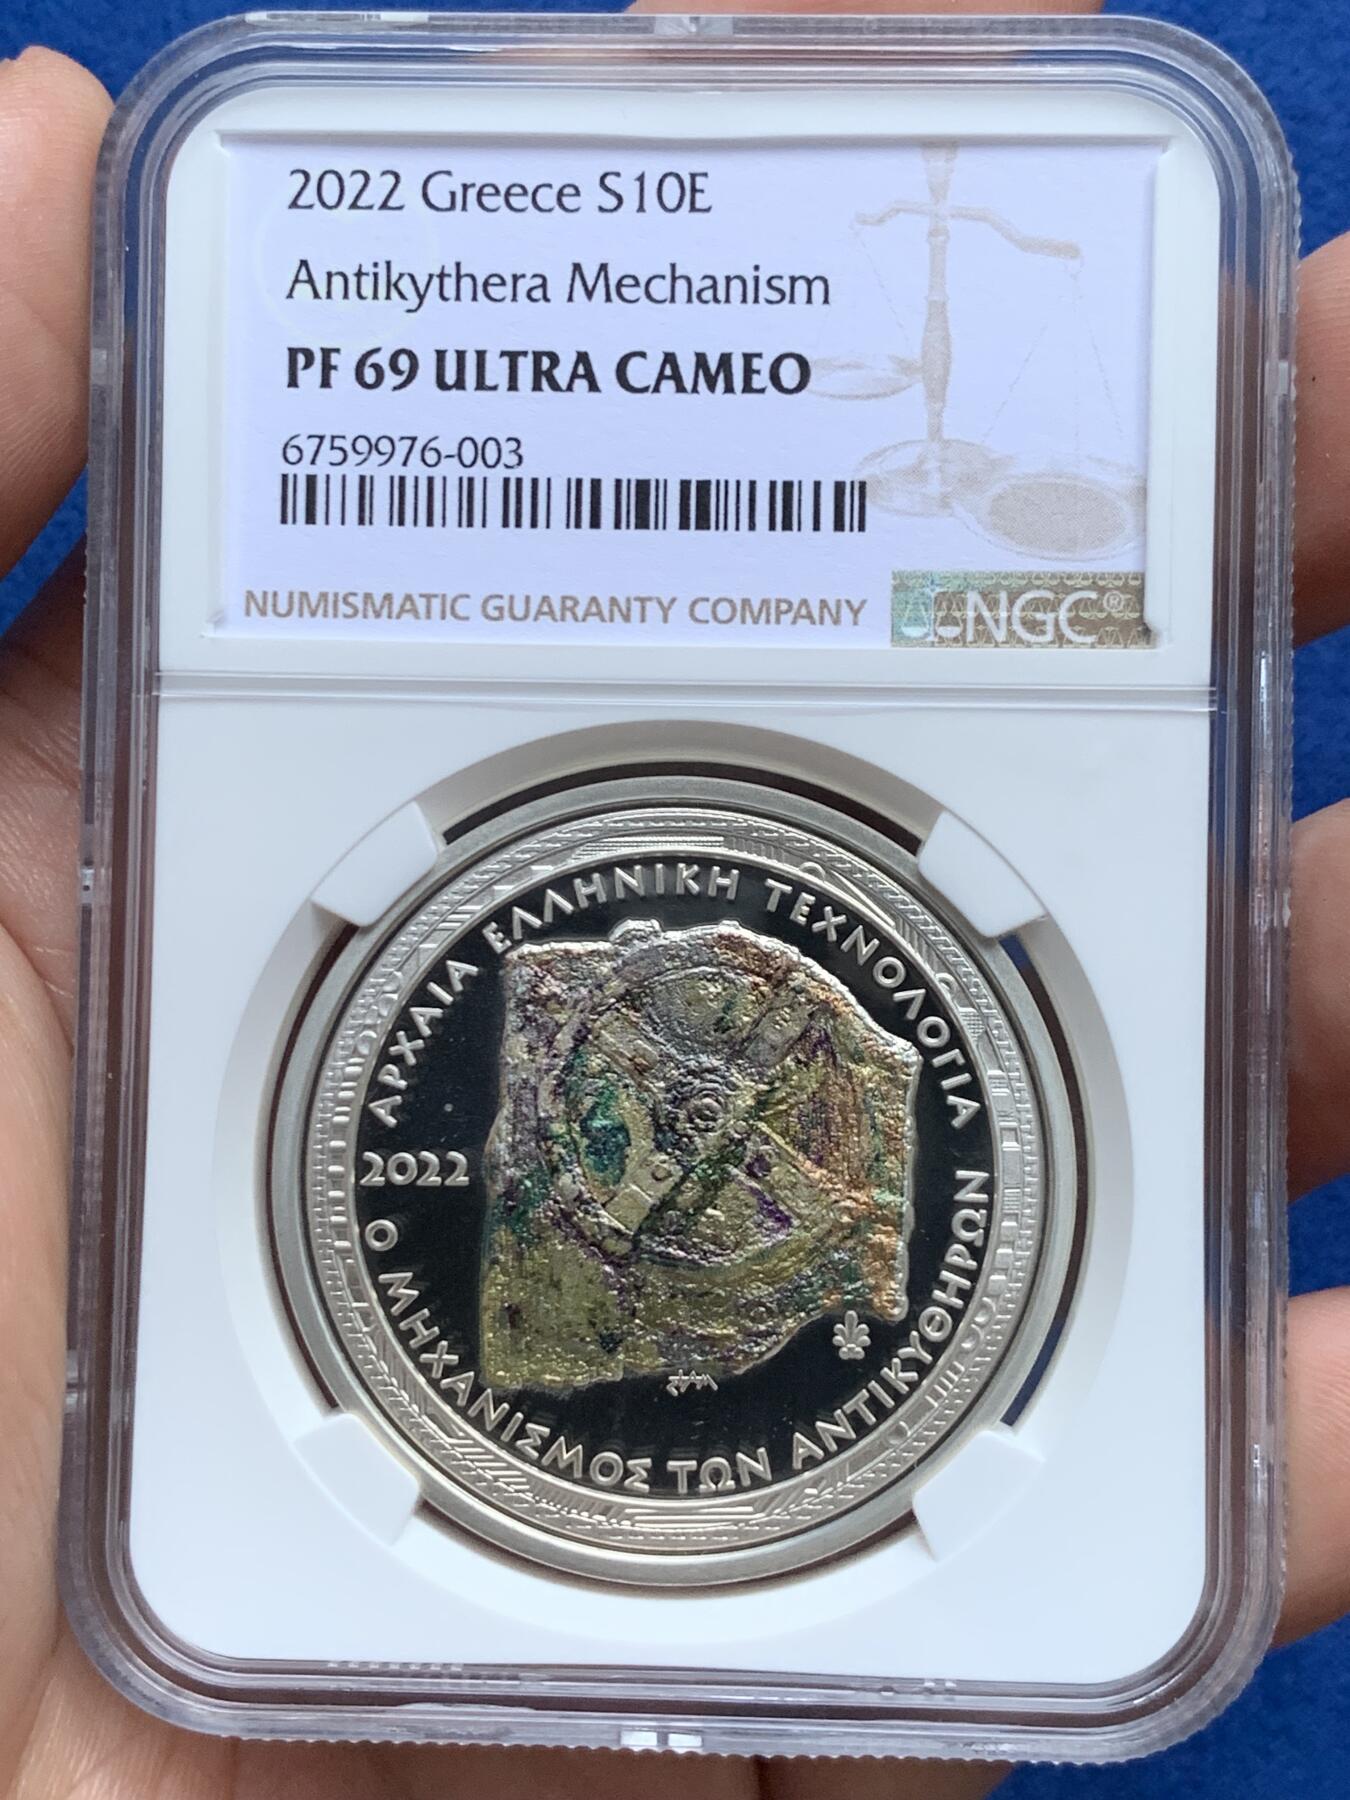 2022 Greece S10E
Antikythera Mechanism
PF 69 ULTRA CAMEO
6759976-003
NUMISMATIC GUARANTY COMPANY
NGC®
ΑΡΧΑΙΑ ΕΛΛΗΝΙΚΗ ΤΕΧΝΟΛΟΓΙΑ
2022
Ο ΜΗΧΑΝΙΣΜΟΣ ΤΩΝ ΑΝΤΙΚΥΘΗΡΩΝ